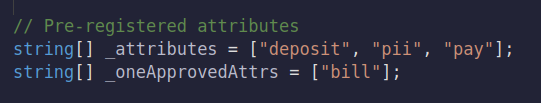 // Pre-registered attributes
string[] _attributes = ["deposit", "pii", "pay"];
string[] _oneApprovedAttrs = ["bill"];